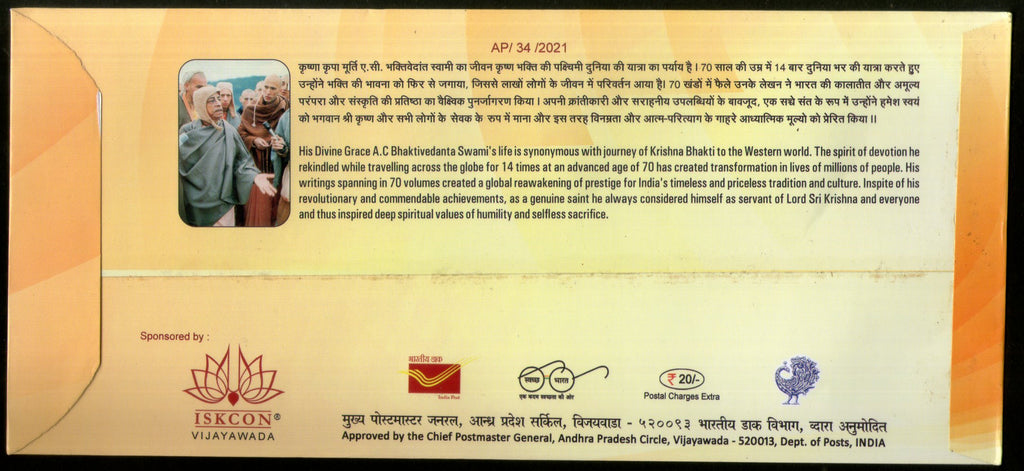 AP/ 34 /2021
कृष्णा कृपा मूर्ति ए.सी. भक्तिवेदांत स्वामी का जीवन कृष्ण भक्ति की पश्चिमी दुनिया की यात्रा का पर्याय है। 70 साल की उम्र में 14 बार दुनिया भर की यात्रा करते हुए
उन्होंने भक्ति की भावना को फिर से जगाया, जिससे लाखों लोगों के जीवन में परिवर्तन आया है। 70 खंडों में फैले उनके लेखन ने भारत की कालातीत और अमूल्य
परंपरा और संस्कृति की प्रतिष्ठा का वैश्विक पुनर्जागरण किया। अपनी क्रांतीकारी और सराहनीय उपलब्धियों के बावजूद, एक सच्चे संत के रूप में उन्होंने हमेश स्वयं
को भगवान श्री कृष्ण और सभी लोगों के सेवक के रुप में माना और इस तरह विनम्रता और आत्म-परित्याग के गाहरे आध्यात्मिक मूल्यो को प्रेरित किया।।
His Divine Grace A.C Bhaktivedanta Swami's life is synonymous with journey of Krishna Bhakti to the Western world. The spirit of devotion he
rekindled while travelling across the globe for 14 times at an advanced age of 70 has created transformation in lives of millions of people. His
writings spanning in 70 volumes created a global reawakening of prestige for India's timeless and priceless tradition and culture. Inspite of his
revolutionary and commendable achievements, as a genuine saint he always considered himself as servant of Lord Sri Krishna and everyone
and thus inspired deep spiritual values of humility and selfless sacrifice.
Sponsored by :
ISKCON®
VIJAYAWADA
भारतीय डाक
India Post
स्वच्छ भारत
एक कदम स्वच्छता की ओर
₹ 20/-
Postal Charges Extra
मुख्य पोस्टमास्टर जनरल, आन्ध्र प्रदेश सर्किल, विजयवाडा - ५२००१३ भारतीय डाक विभाग, व्दारा अनुमोदित
Approved by the Chief Postmaster General, Andhra Pradesh Circle, Vijayawada - 520013, Dept. of Posts, INDIA